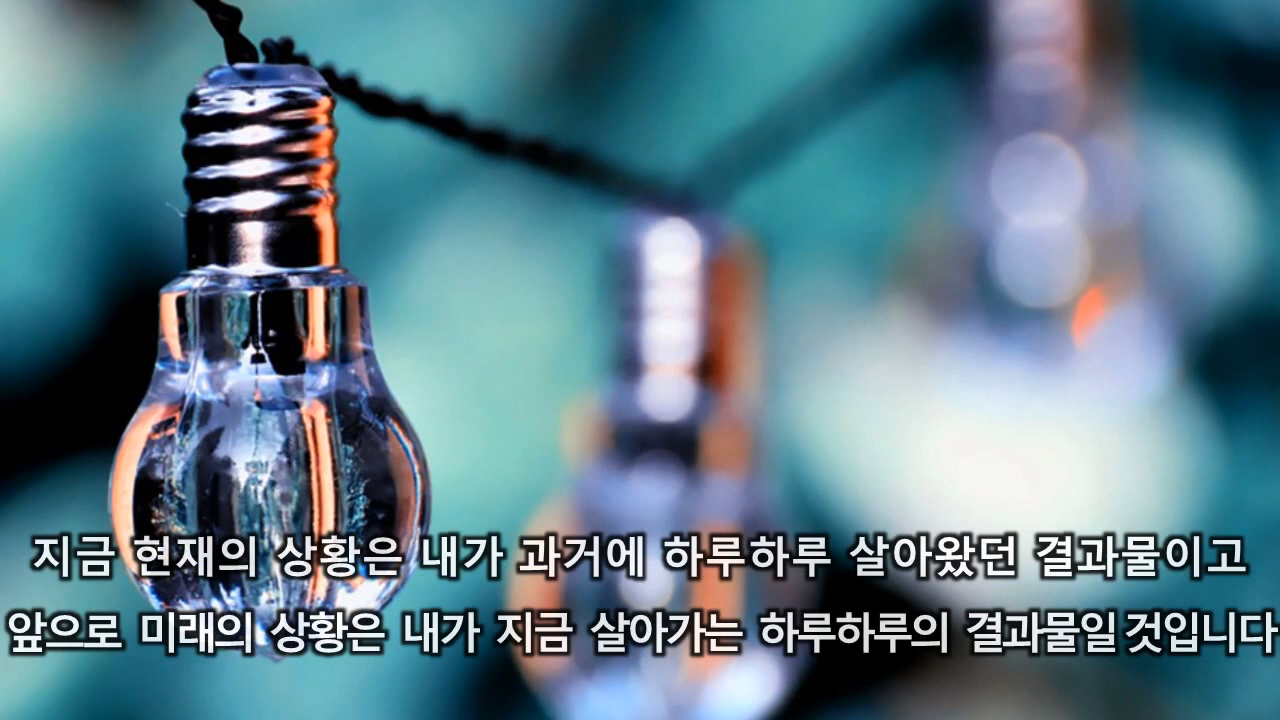 지금 현재의 상황은 내가 과거에 하루하루 살아왔던 결과물이고
앞으로 미래의 상황은 내가 지금 살아가는 하루하루의 결과물일 것입니다